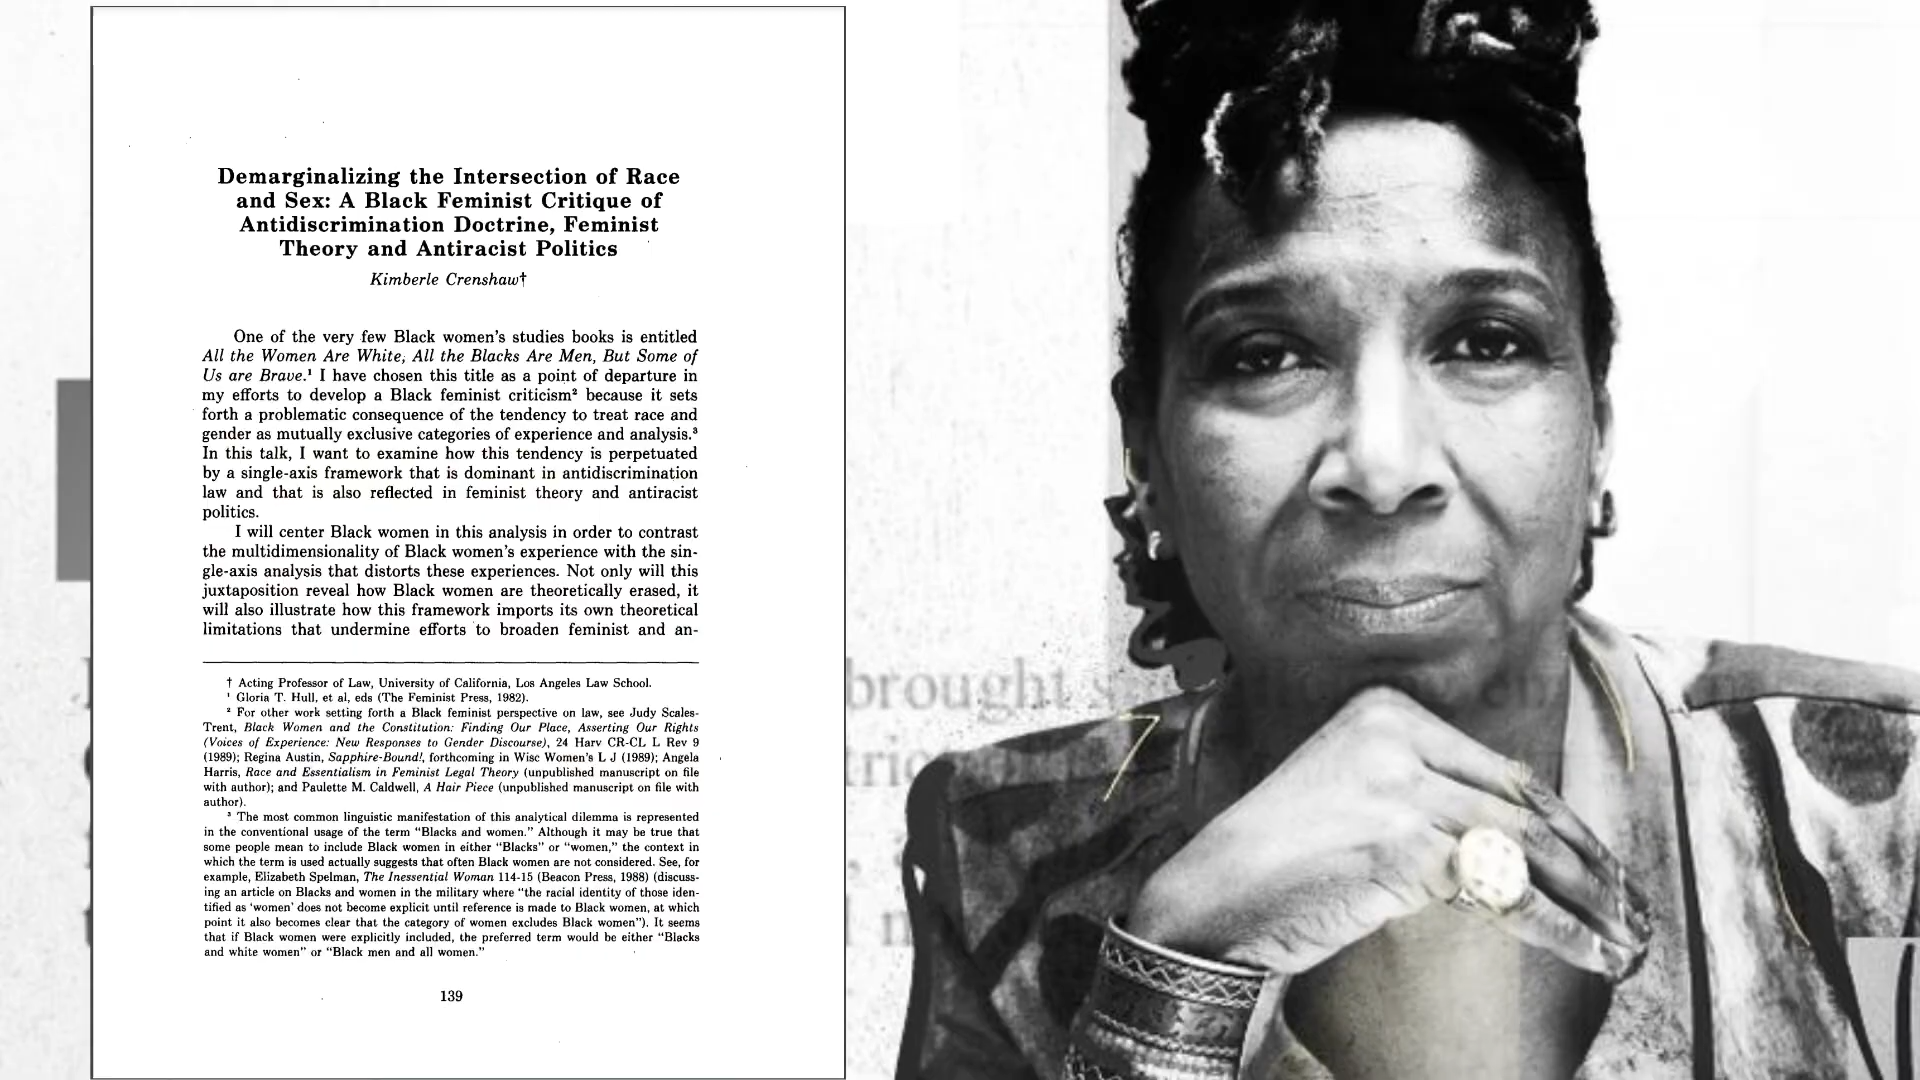 Demarginalizing the Intersection of Race
and Sex: A Black Feminist Critique of
Antidiscrimination Doctrine, Feminist
Theory and Antiracist Politics
Kimberle Crenshaw†
One of the very few Black women's studies books is entitled
All the Women Are White, All the Blacks Are Men, But Some of
Us are Brave.¹ I have chosen this title as a point of departure in
my efforts to develop a Black feminist criticism² because it sets
forth a problematic consequence of the tendency to treat race and
gender as mutually exclusive categories of experience and analysis.³
In this talk, I want to examine how this tendency is perpetuated
by a single-axis framework that is dominant in antidiscrimination
law and that is also reflected in feminist theory and antiracist
politics.
I will center Black women in this analysis in order to contrast
the multidimensionality of Black women's experience with the sin-
gle-axis analysis that distorts these experiences. Not only will this
juxtaposition reveal how Black women are theoretically erased, it
will also illustrate how this framework imports its own theoretical
limitations that undermine efforts to broaden feminist and an-
† Acting Professor of Law, University of California, Los Angeles Law School.
¹ Gloria T. Hull, et al, eds (The Feminist Press, 1982).
² For other work setting forth a Black feminist perspective on law, see Judy Scales-
Trent, Black Women and the Constitution: Finding Our Place, Asserting Our Rights
(Voices of Experience: New Responses to Gender Discourse), 24 Harv CR-CL L Rev 9
(1989); Regina Austin, Sapphire-Bound!, forthcoming in Wisc Women's L J (1989); Angela
Harris, Race and Essentialism in Feminist Legal Theory (unpublished manuscript on file
with author); and Paulette M. Caldwell, A Hair Piece (unpublished manuscript on file with
author).
³ The most common linguistic manifestation of this analytical dilemma is represented
in the conventional usage of the term "Blacks and women." Although it may be true that
some people mean to include Black women in either "Blacks" or "women," the context in
which the term is used actually suggests that often Black women are not considered. See, for
example, Elizabeth Spelman, The Inessential Woman 114-15 (Beacon Press, 1988) (discuss-
ing an article on Blacks and women in the military where "the racial identity of those iden-
tified as 'women' does not become explicit until reference is made to Black women, at which
point it also becomes clear that the category of women excludes Black women"). It seems
that if Black women were explicitly included, the preferred term would be either "Blacks
and white women" or "Black men and all women."
139
brought